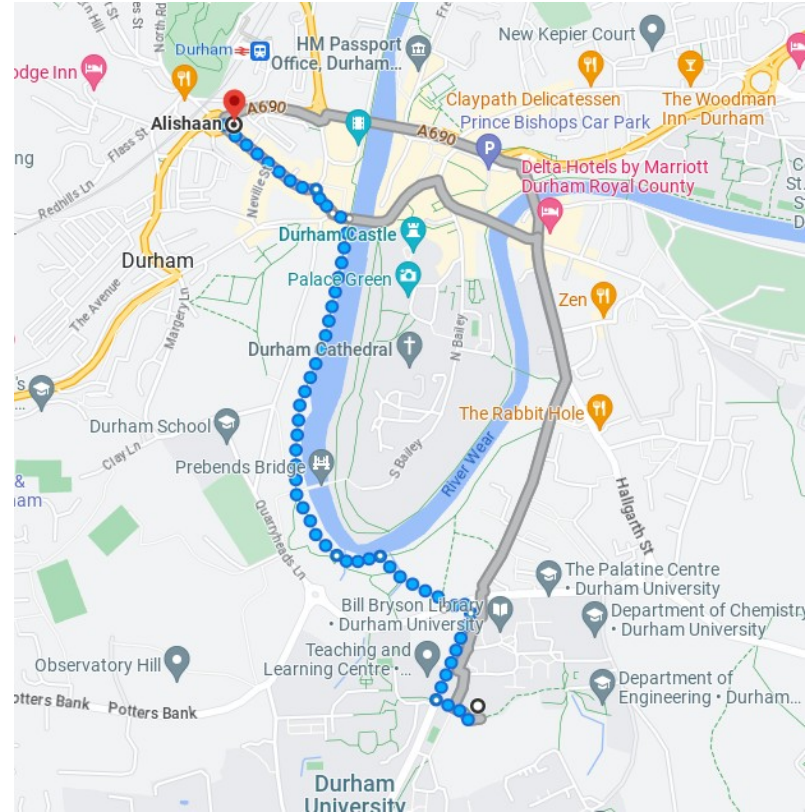 North Rd
New Kepier Court
Durham
HM Passport
Office, Durham...
odge Inn
Claypath Delicatessen
The Woodman
Inn - Durham
A690
Prince Bishops Car Park
A690
P
Alishaan
Flass St
Delta Hotels by Marriott
Durham Royal County
ng
Redhills Ln
Neville St
Durham Castle
Durham
Palace Green
Zen
The Avenue
Margery Ln
N Bailey
Durham Cathedral
's
...
The Rabbit Hole
Durham School
Clay Ln
S Bailey
River Wear
Prebends Bridge
&
am
Hallgarth St
Quarryheads Ln
The Palatine Centre •
Durham University
Bill Bryson Library
• Durham University
Department of Chemistry
• Durham University
Teaching and
Learning Centre •...
Observatory Hill
Department of
Engineering • Durham...
otters Bank
Potters Bank
Durham
University